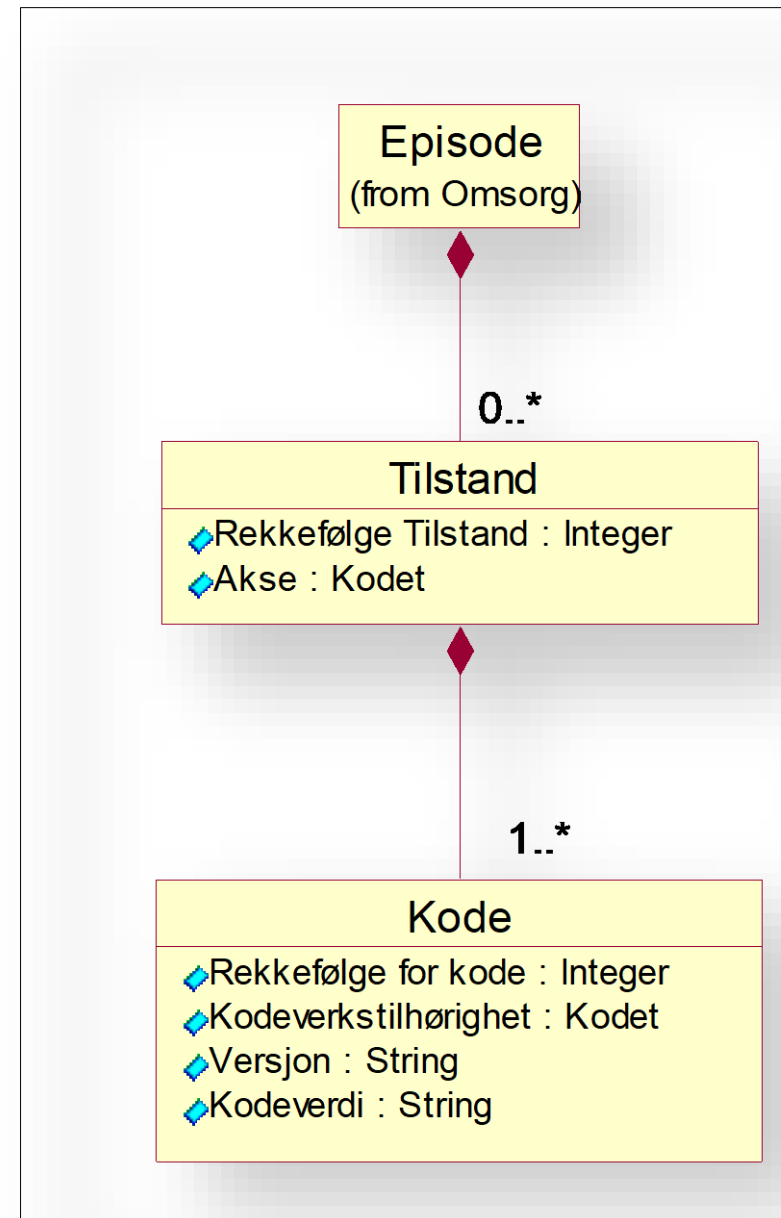 Episode
(from Omsorg)
0..*
Tilstand
Rekkefølge Tilstand : Integer
Akse : Kodet
1..*
Kode
Rekkefølge for kode : Integer
Kodeverkstilhørighet : Kodet
Versjon : String
Kodeverdi : String